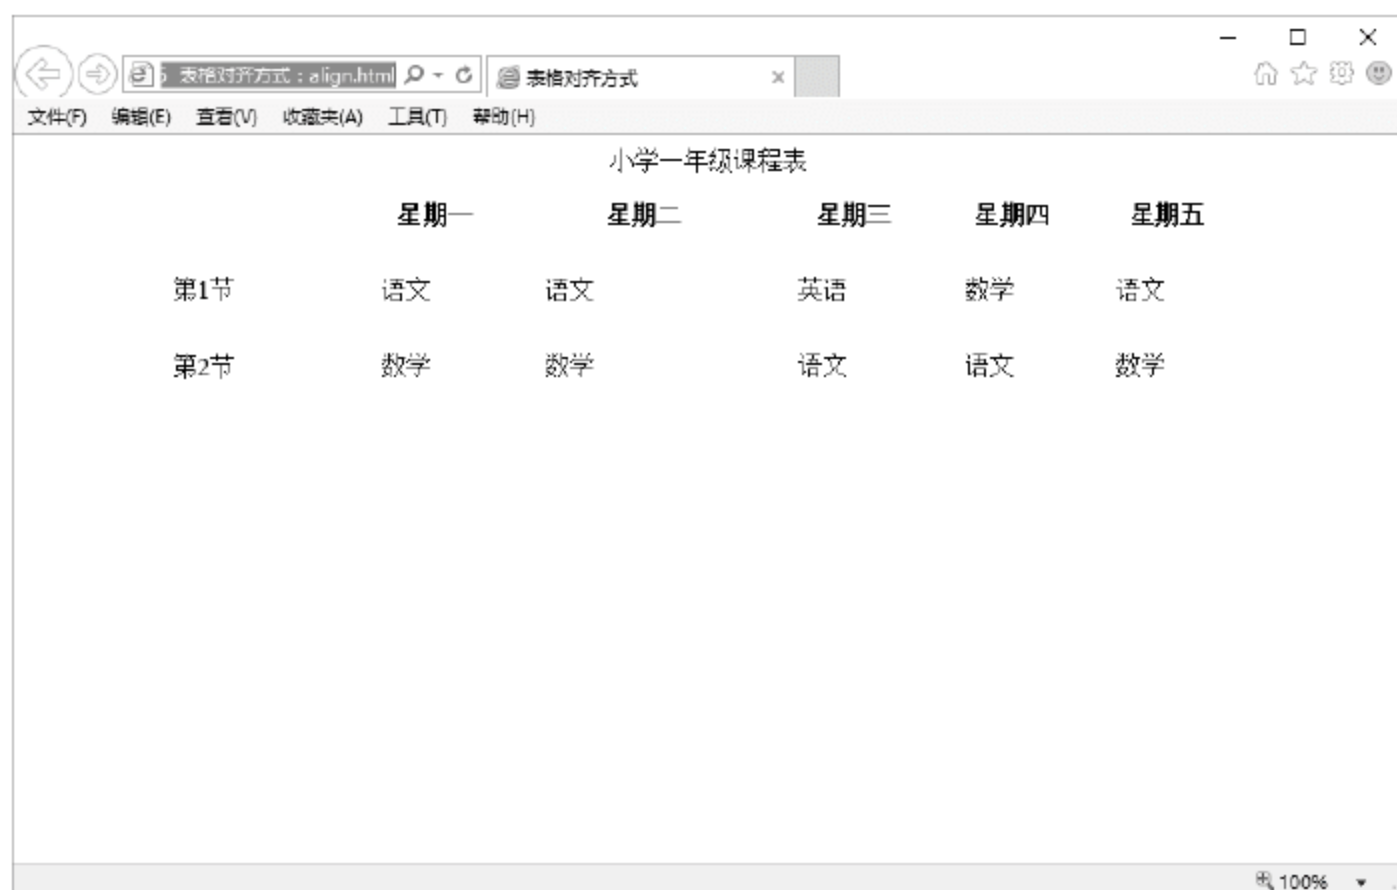 表格对齐方式：align.html 表格对齐方式
文件(F) 编辑(E) 查看(V) 收藏夹(A) 工具(T) 帮助(H)
小学一年级课程表
星期一 星期二 星期三 星期四 星期五
第1节 语文 语文 英语 数学 语文
第2节 数学 数学 语文 语文 数学
100%